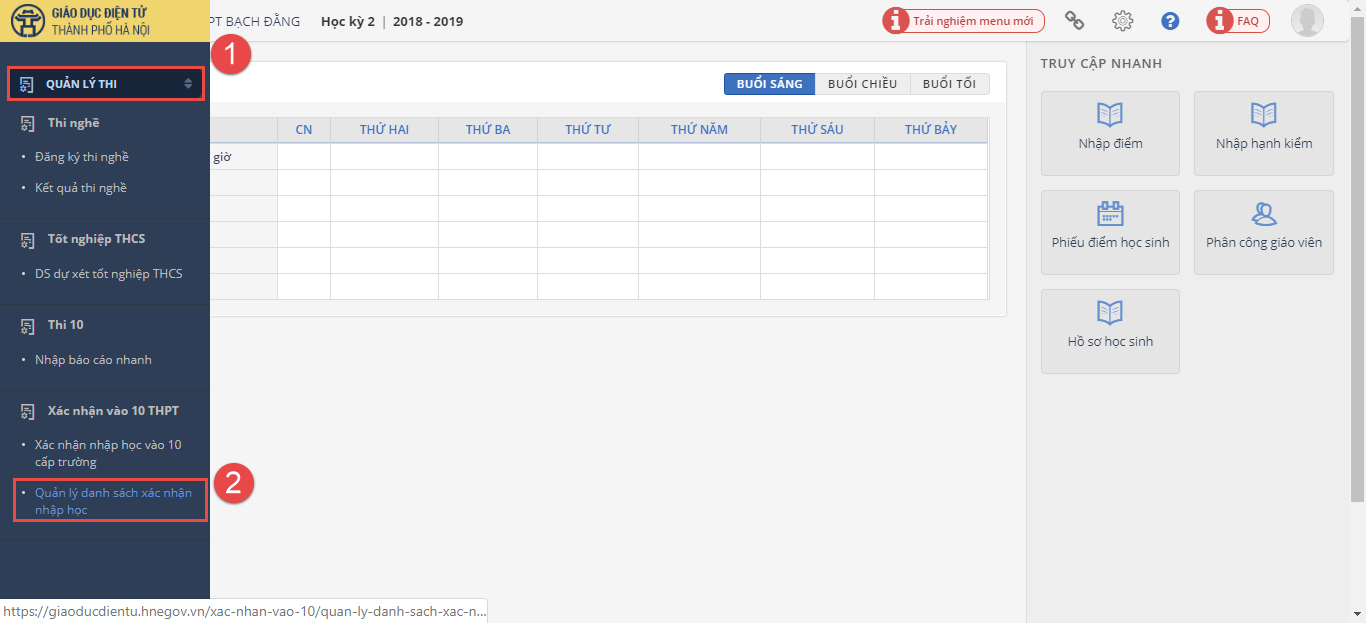 GIÁO DỤC ĐIỆN TỬ
THÀNH PHỐ HÀ NỘI
PT BẠCH ĐẰNG Học kỳ 2 | 2018 - 2019
Trải nghiệm menu mới
FAQ
1
QUẢN LÝ THI
Thi nghề
• Đăng ký thi nghề
• Kết quả thi nghề
Tốt nghiệp THCS
• DS dự xét tốt nghiệp THCS
Thi 10
• Nhập báo cáo nhanh
Xác nhận vào 10 THPT
• Xác nhận nhập học vào 10
cấp trường
• Quản lý danh sách xác nhận
nhập học
2
BUỔI SÁNG BUỔI CHIỀU BUỔI TỐI
CN THỨ HAI THỨ BA THỨ TƯ THỨ NĂM THỨ SÁU THỨ BẢY
giờ
TRUY CẬP NHANH
Nhập điểm
Nhập hạnh kiểm
Phiếu điểm học sinh
Phân công giáo viên
Hồ sơ học sinh
https://giaoducdientu.hnegov.vn/xac-nhan-vao-10/quan-ly-danh-sach-xac-n...